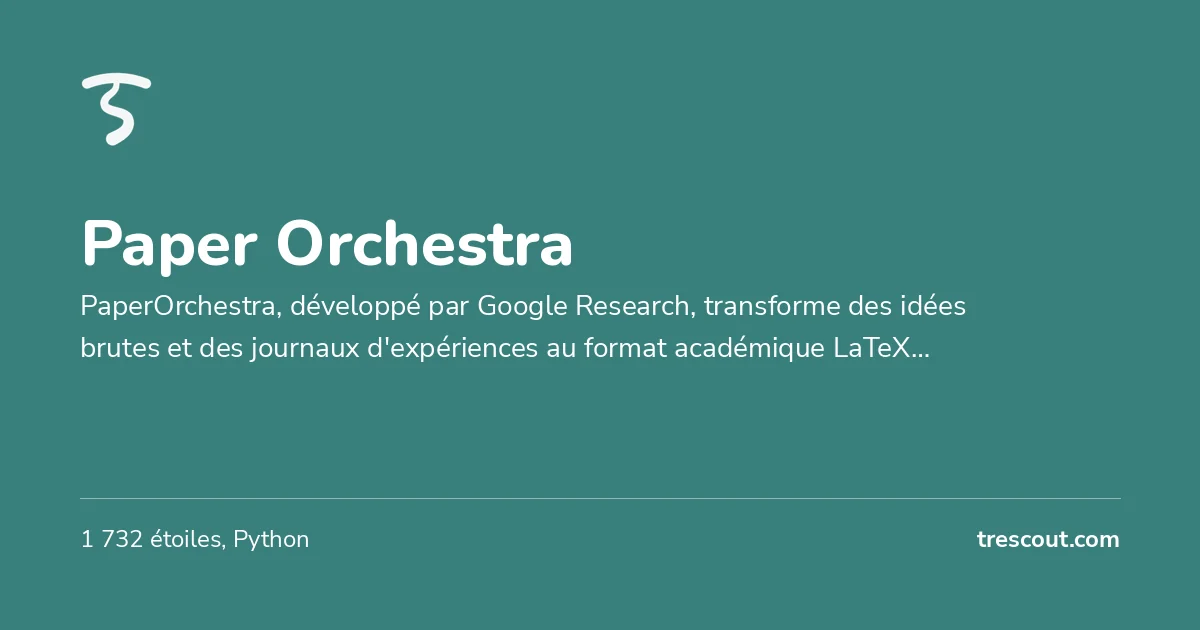 Paper Orchestra
PaperOrchestra, développé par Google Research, transforme des idées
brutes et des journaux d'expériences au format académique LaTeX...
1 732 étoiles, Python
trescout.com